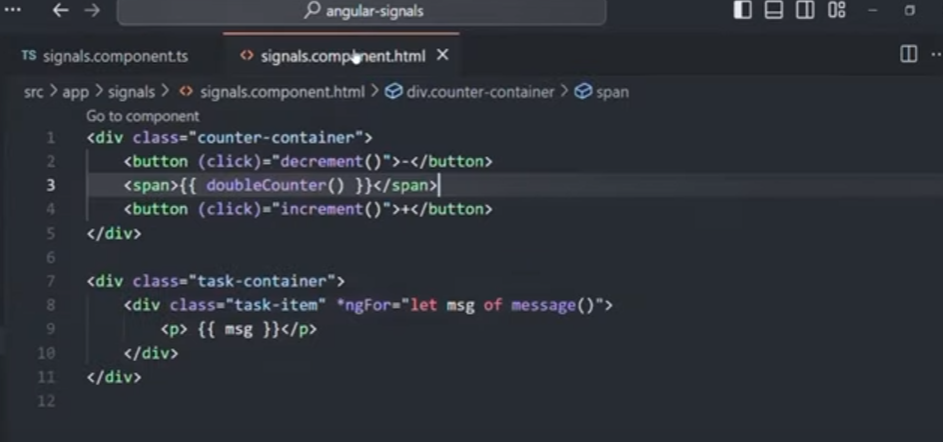 angular-signals
TS signals.component.ts <> signals.component.html
src > app > signals > <> signals.component.html > div.counter-container > span
Go to component
1 <div class="counter-container">
2 <button (click)="decrement()">-</button>
3 <span>{{ doubleCounter() }}</span>
4 <button (click)="increment()">+</button>
5 </div>
6
7 <div class="task-container">
8 <div class="task-item" *ngFor="let msg of message()">
9 <p> {{ msg }}</p>
10 </div>
11 </div>
12